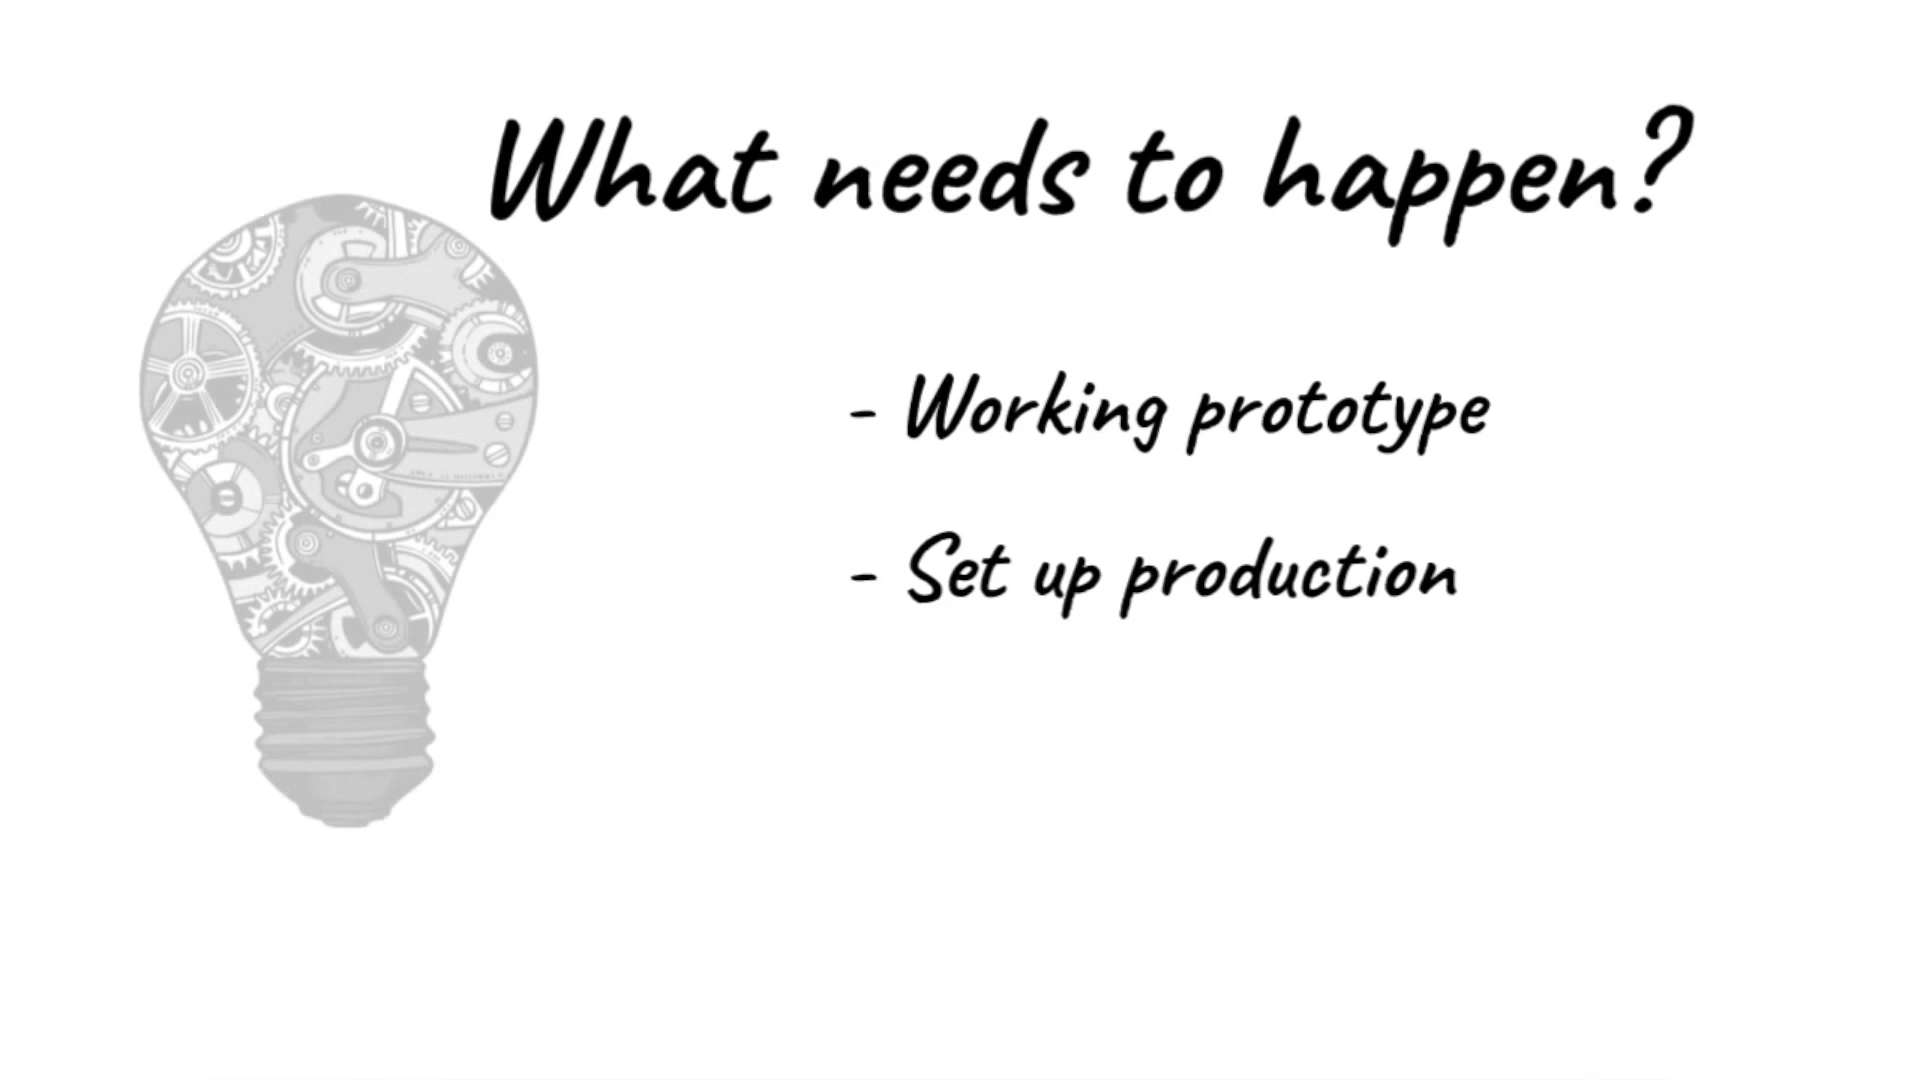 What needs to happen?
- Working prototype
- Set up production